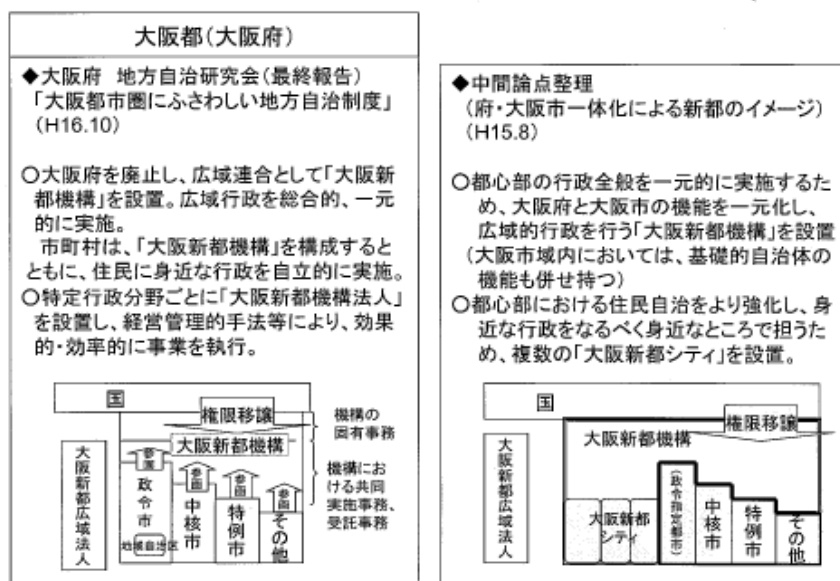 大阪都(大阪府)
◆大阪府 地方自治研究会(最終報告)
「大阪都市圏にふさわしい地方自治制度」
(H16.10)
○大阪府を廃止し、広域連合として「大阪新
都機構」を設置。広域行政を総合的、一元
的に実施。
市町村は、「大阪新都機構」を構成すると
ともに、住民に身近な行政を自立的に実施。
○特定行政分野ごとに「大阪新都機構法人」
を設置し、経営管理的手法等により、効果
的・効率的に事業を執行。
国
権限移譲
機構の
固有事務
大阪新都機構
機構にお
ける共同
実施事務、
受託事務
大阪新都広域法人
参画
政令市
地域自治区
参画
中核市
参画
特例市
参画
その他
◆中間論点整理
(府・大阪市一体化による新都のイメージ)
(H15.8)
○都心部の行政全般を一元的に実施するた
め、大阪府と大阪市の機能を一元化し、
広域的行政を行う「大阪新都機構」を設置
(大阪市域内においては、基礎的自治体の
機能も併せ持つ)
○都心部における住民自治をより強化し、身
近な行政をなるべく身近なところで担うた
め、複数の「大阪新都シティ」を設置。
国
権限移譲
大阪新都機構
大阪新都広域法人
大阪新都
シティ
(政令指定都市)
中核市
特例市
その他